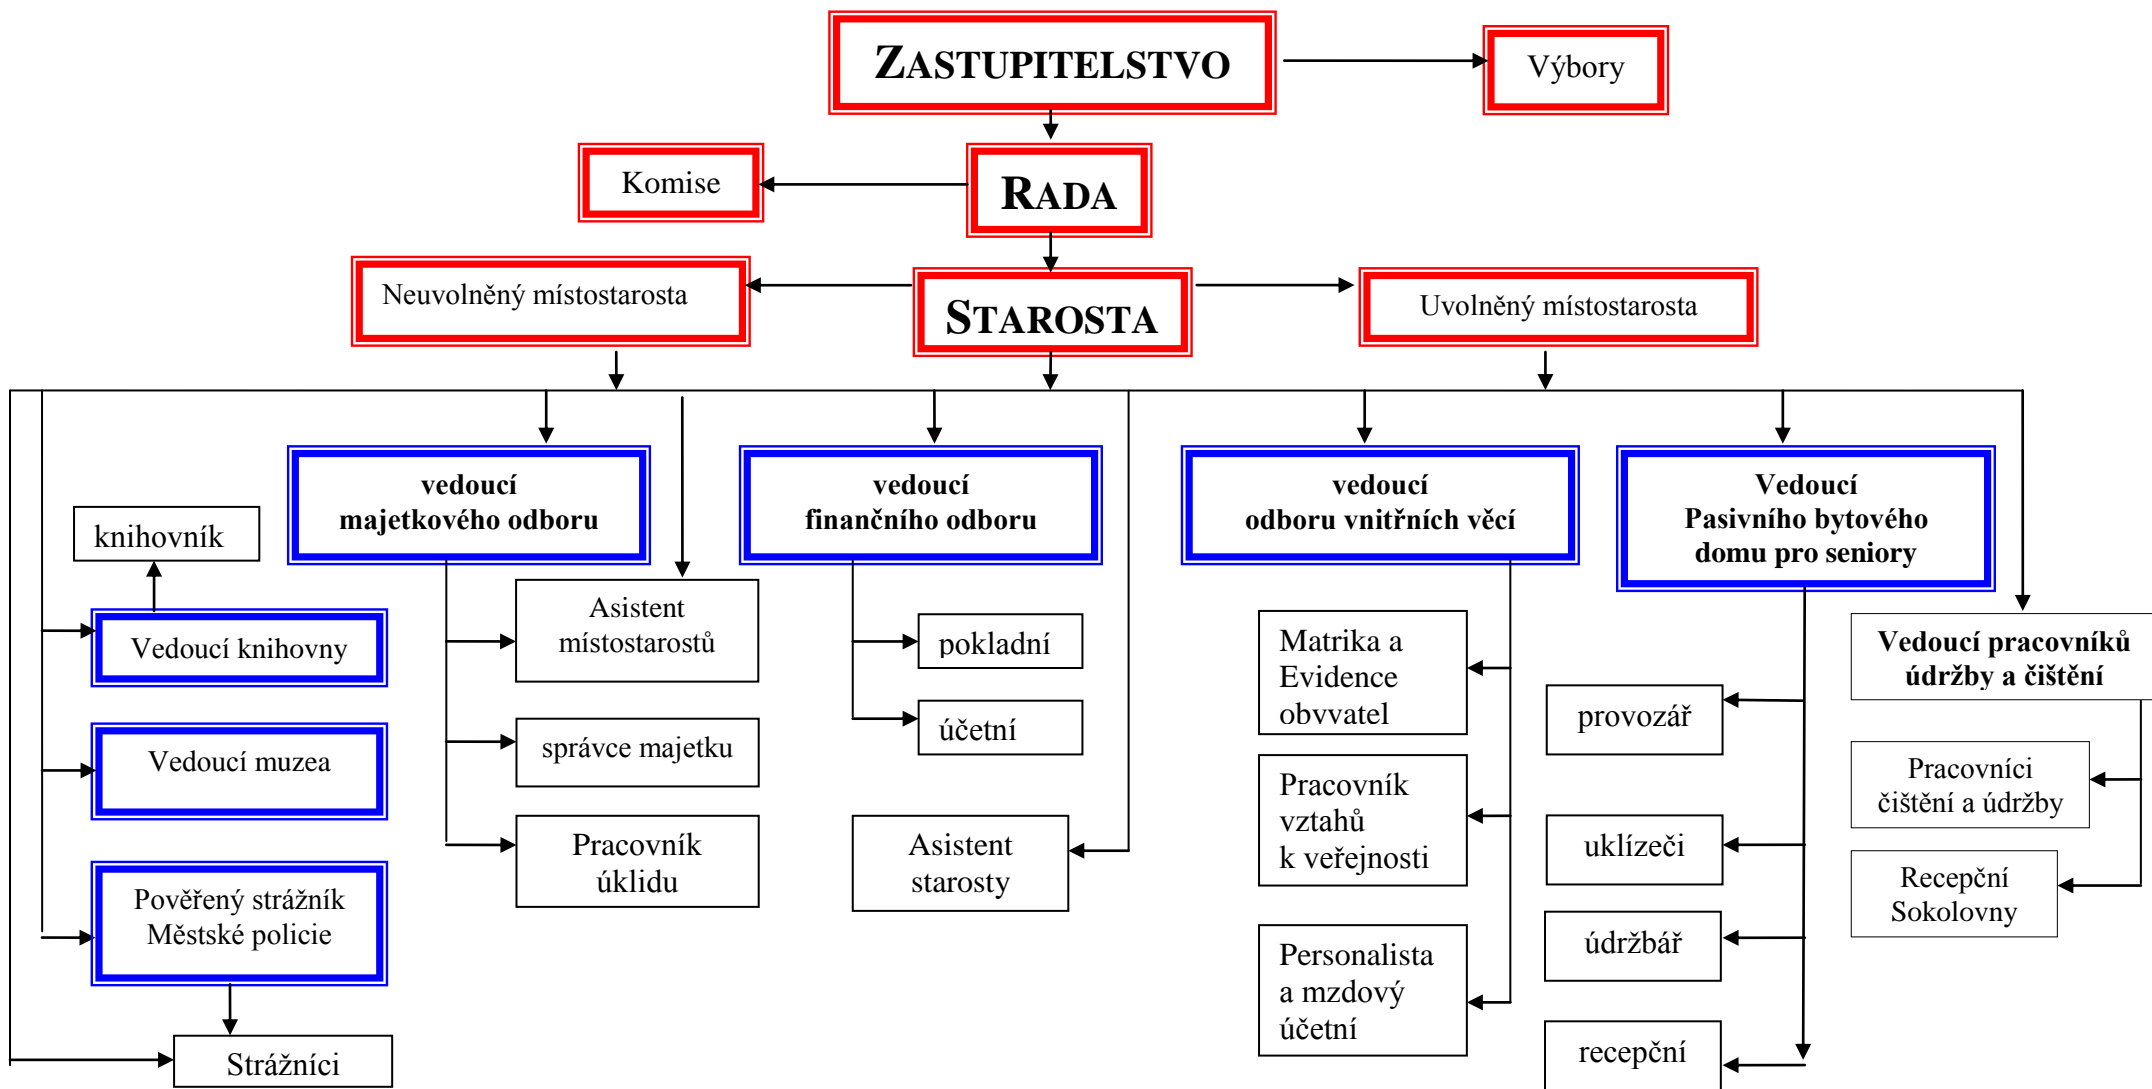 ZASTUPITELSTVO
Výbory
Komise
RADA
Neuvolněný místostarosta
STAROSTA
Uvolněný místostarosta
vedoucí
majetkového odboru
vedoucí
finančního odboru
vedoucí
odboru vnitřních věcí
Vedoucí
Pasivního bytového
domu pro seniory
knihovník
Vedoucí knihovny
Vedoucí muzea
Pověřený strážník
Městské policie
Strážníci
Asistent
místostarostů
správce majetku
Pracovník
úklidu
pokladní
účetní
Asistent
starosty
Matrika a
Evidence
obvvatel
Pracovník
vztahů
k veřejnosti
Personalista
a mzdový
účetní
provozář
uklízeči
údržbář
recepční
Vedoucí pracovníků
údržby a čištění
Pracovníci
čištění a údržby
Recepční
Sokolovny